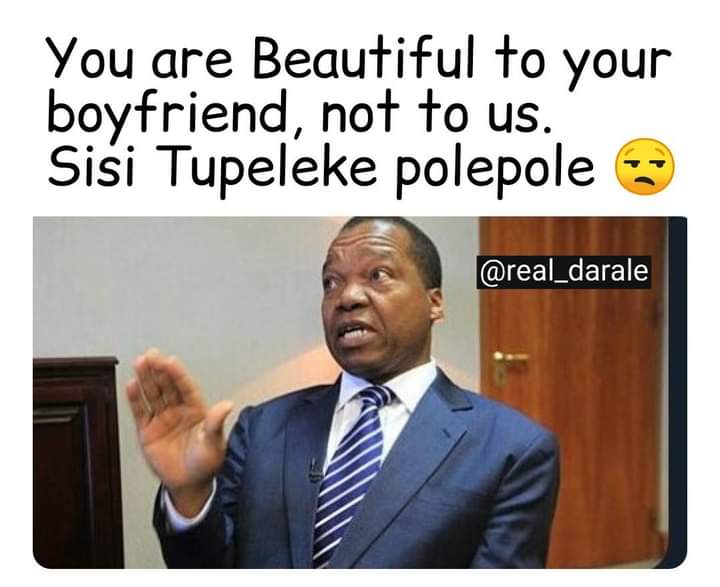 You are Beautiful to your
boyfriend, not to us.
Sisi Tupeleke polepole 😒
@real_darale